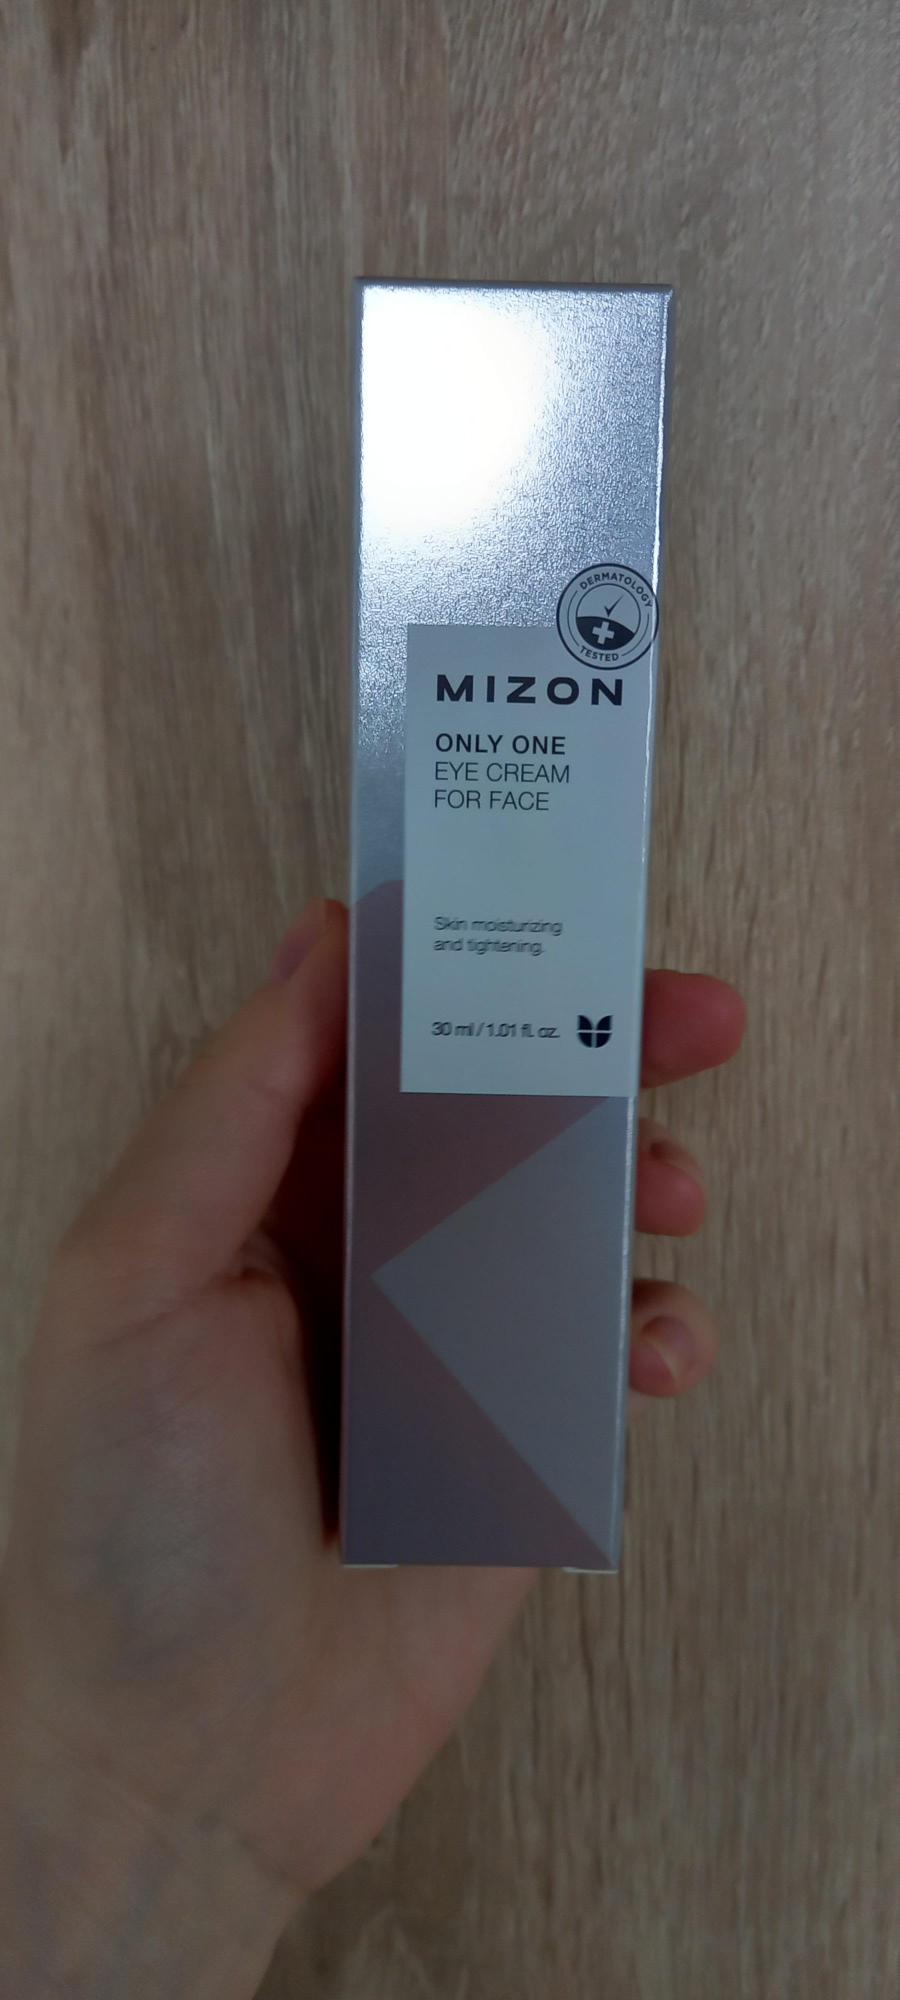 DERMATOLOGY
TESTED
MIZON
ONLY ONE
EYE CREAM
FOR FACE
Skin moisturizing
and tightening.
30 ml / 1.01 fl. oz.